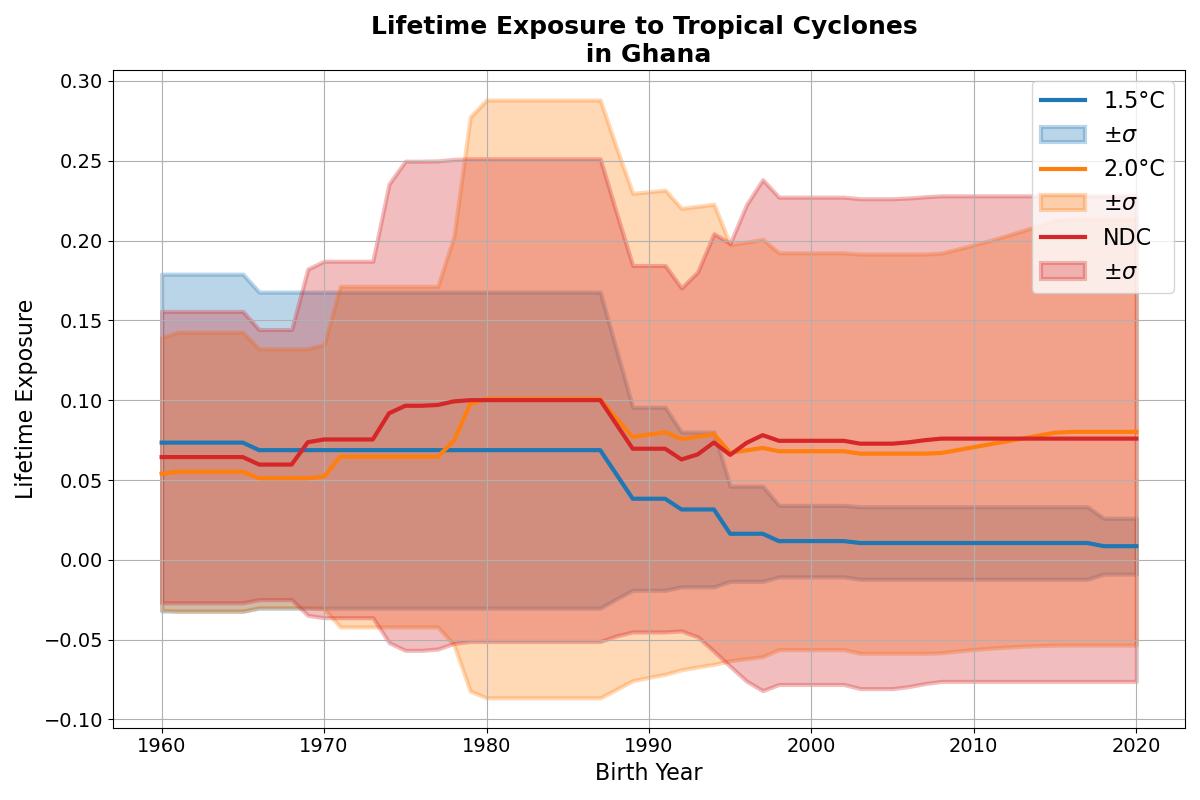 Lifetime Exposure to Tropical Cyclones
in Ghana
0.30
0.25
0.20
0.15
0.10
0.05
0.00
−0.05
−0.10
Lifetime Exposure
1960
1970
1980
1990
2000
2010
2020
Birth Year
1.5°C
±σ
2.0°C
±σ
NDC
±σ